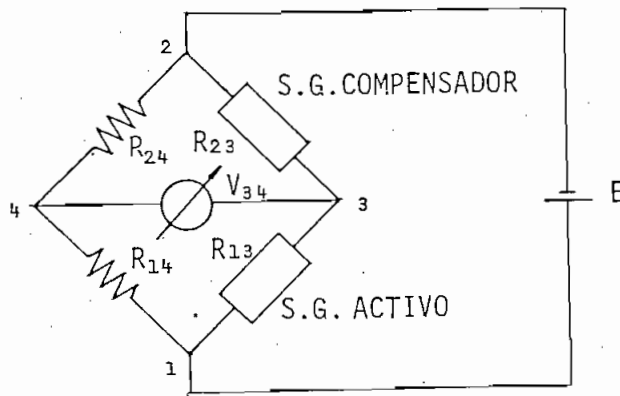 2
S.G.COMPENSADOR
R24
R23
V34
4
3
E
R14
R13
S.G. ACTIVO
1